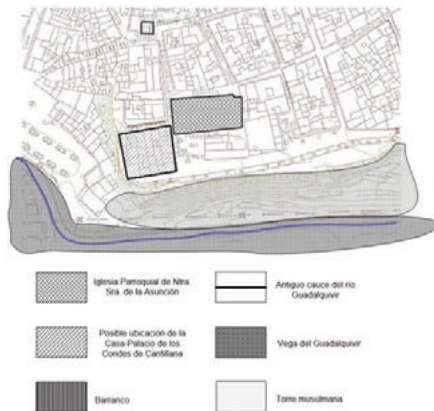 Iglesia Parroquial de Ntra
Sra. de la Asunción
Antiguo cauce del río
Guadalquivir
Posible ubicación de la
Casa-Palacio de los
Condes de Cantillana
Vega del Guadalquivir
Barranco
Torre musulmana